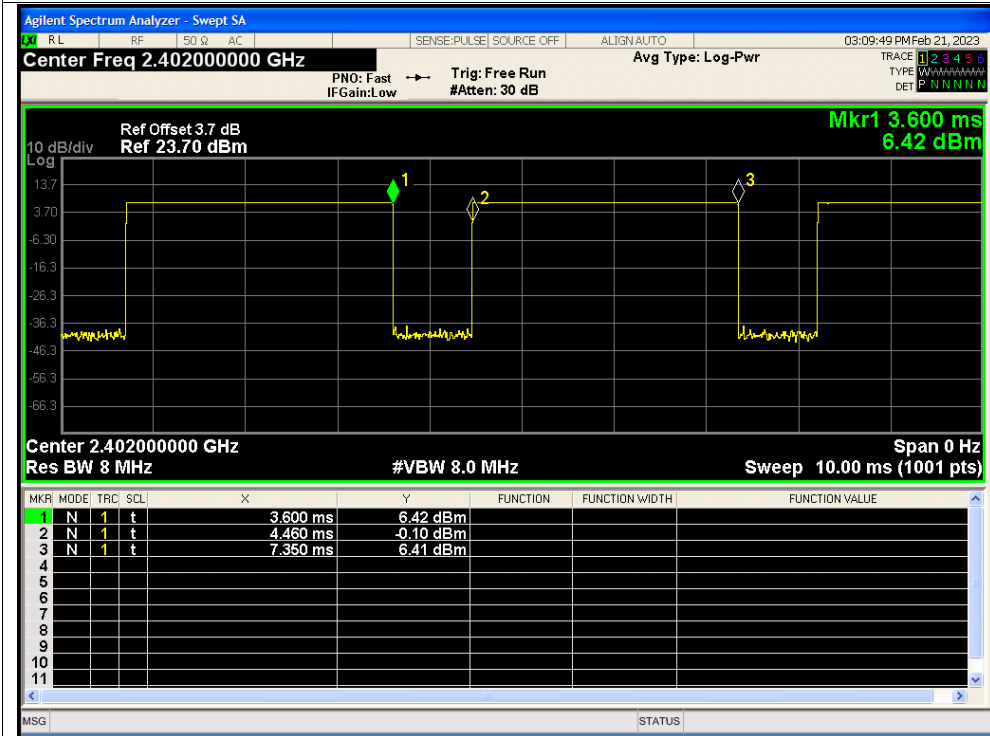 Agilent Spectrum Analyzer - Swept SA
LXI RL RF 50 Ω AC SENSE:PULSE SOURCE OFF ALIGN AUTO 03:09:49 PM Feb 21, 2023
Center Freq 2.402000000 GHz Avg Type: Log-Pwr TRACE 1 2 3 4 5 6
PNO: Fast Trig: Free Run TYPE WWWWWW
IFGain:Low #Atten: 30 dB DET P N N N N N
Mkr1 3.600 ms
Ref Offset 3.7 dB
10 dB/div Ref 23.70 dBm 6.42 dBm
Log
1 2 3
13.7
3.70
-6.30
-16.3
-26.3
-36.3
-46.3
-56.3
-66.3
Center 2.402000000 GHz Span 0 Hz
Res BW 8 MHz #VBW 8.0 MHz Sweep 10.00 ms (1001 pts)
MKR MODE TRC SCL X Y FUNCTION FUNCTION WIDTH FUNCTION VALUE
1 N 1 t 3.600 ms 6.42 dBm
2 N 1 t 4.460 ms -0.10 dBm
3 N 1 t 7.350 ms 6.41 dBm
4
5
6
7
8
9
10
11
MSG STATUS